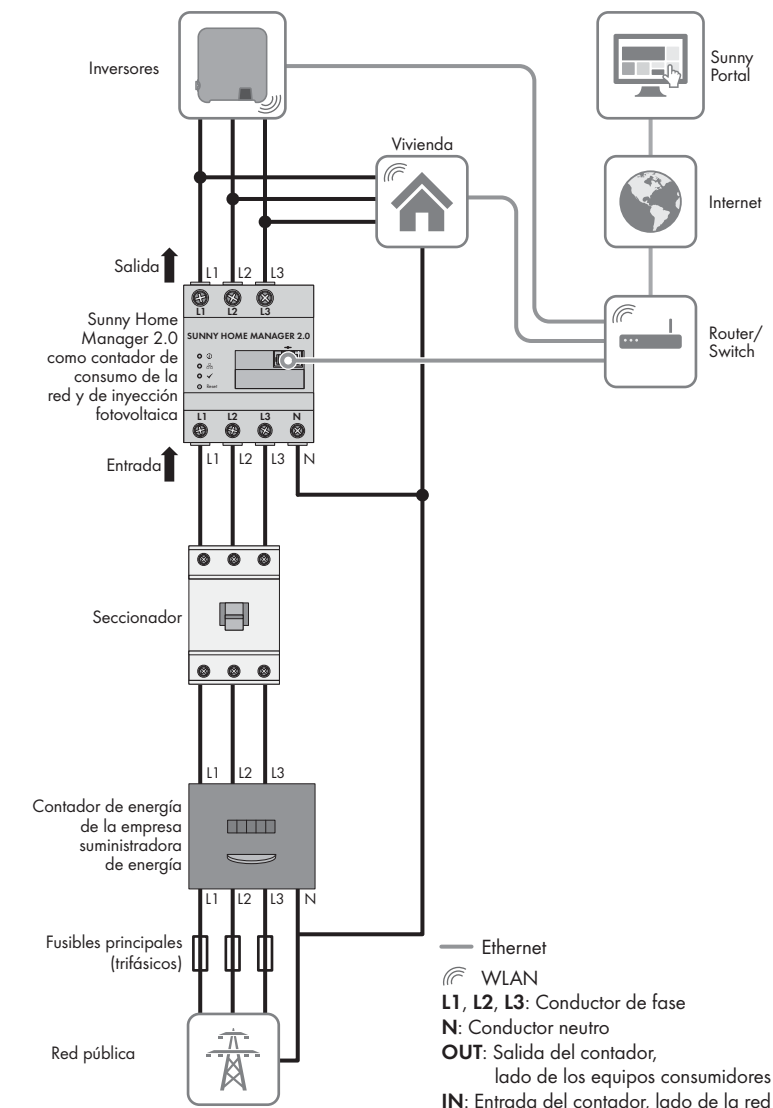 Inversores
Sunny
Portal
Vivienda
Internet
Salida
L1 L2 L3
L1 L2 L3
Sunny Home
Manager 2.0
como contador de
consumo de la
red y de inyección
fotovoltaica
SUNNY HOME MANAGER 2.0
Reset
Router/
Switch
L1 L2 L3 N
Entrada
L1 L2 L3 N
Seccionador
L1 L2 L3
Contador de energía
de la empresa
suministradora
de energía
L1 L2 L3 N
Fusibles principales
(trifásicos)
Red pública
Ethernet
WLAN
L1, L2, L3: Conductor de fase
N: Conductor neutro
OUT: Salida del contador,
lado de los equipos consumidores
IN: Entrada del contador, lado de la red